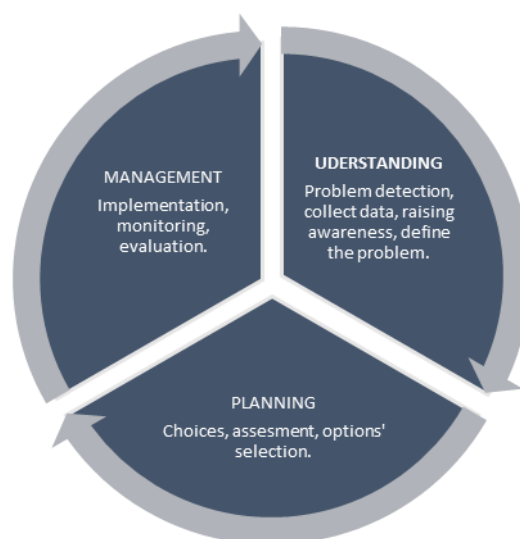 MANAGEMENT
Implementation,
monitoring,
evaluation.
UDERSTANDING
Problem detection,
collect data, raising
awareness, define
the problem.
PLANNING
Choices, assesment, options'
selection.